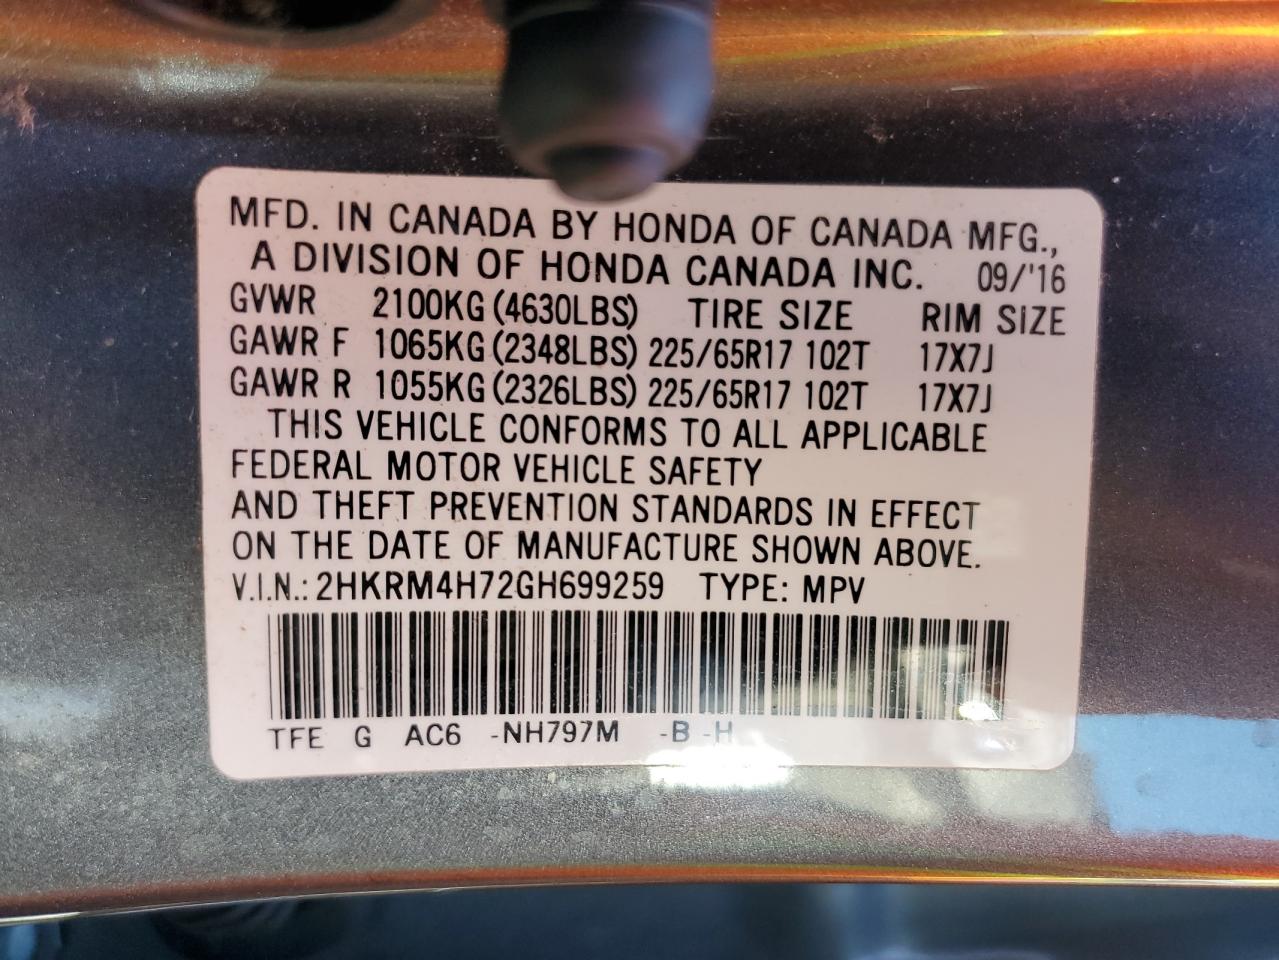 MFD. IN CANADA BY HONDA OF CANADA MFG.,
A DIVISION OF HONDA CANADA INC. 09/'16
GVWR 2100KG (4630LBS) TIRE SIZE RIM SIZE
GAWR F 1065KG (2348LBS) 225/65R17 102T 17X7J
GAWR R 1055KG (2326LBS) 225/65R17 102T 17X7J
THIS VEHICLE CONFORMS TO ALL APPLICABLE
FEDERAL MOTOR VEHICLE SAFETY
AND THEFT PREVENTION STANDARDS IN EFFECT
ON THE DATE OF MANUFACTURE SHOWN ABOVE.
V.I.N.: 2HKRM4H72GH699259 TYPE: MPV
TFE G AC6 -NH797M -B -H